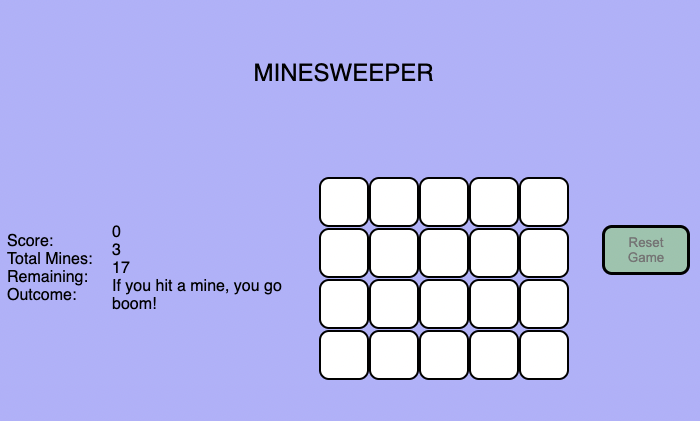 MINESWEEPER
Score:
Total Mines:
Remaining:
Outcome:
0
3
17
If you hit a mine, you go
boom!
Reset
Game